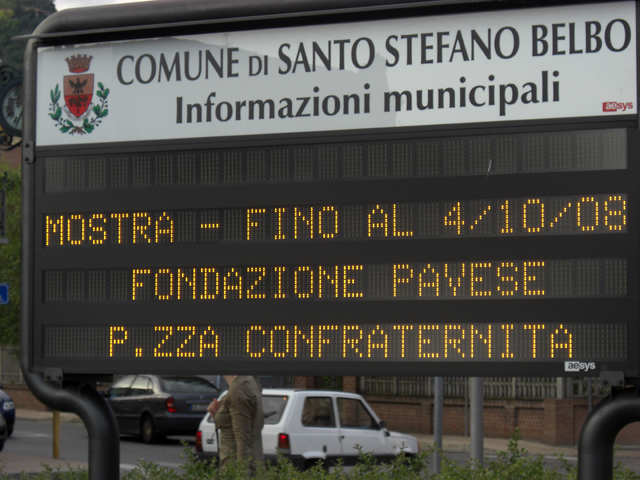 COMUNE DI SANTO STEFANO BELBO
Informazioni municipali
aesys
MOSTRA - FINO AL 4/10/08
FONDAZIONE PAVESE
P.ZZA CONFRATERNITA
aesys